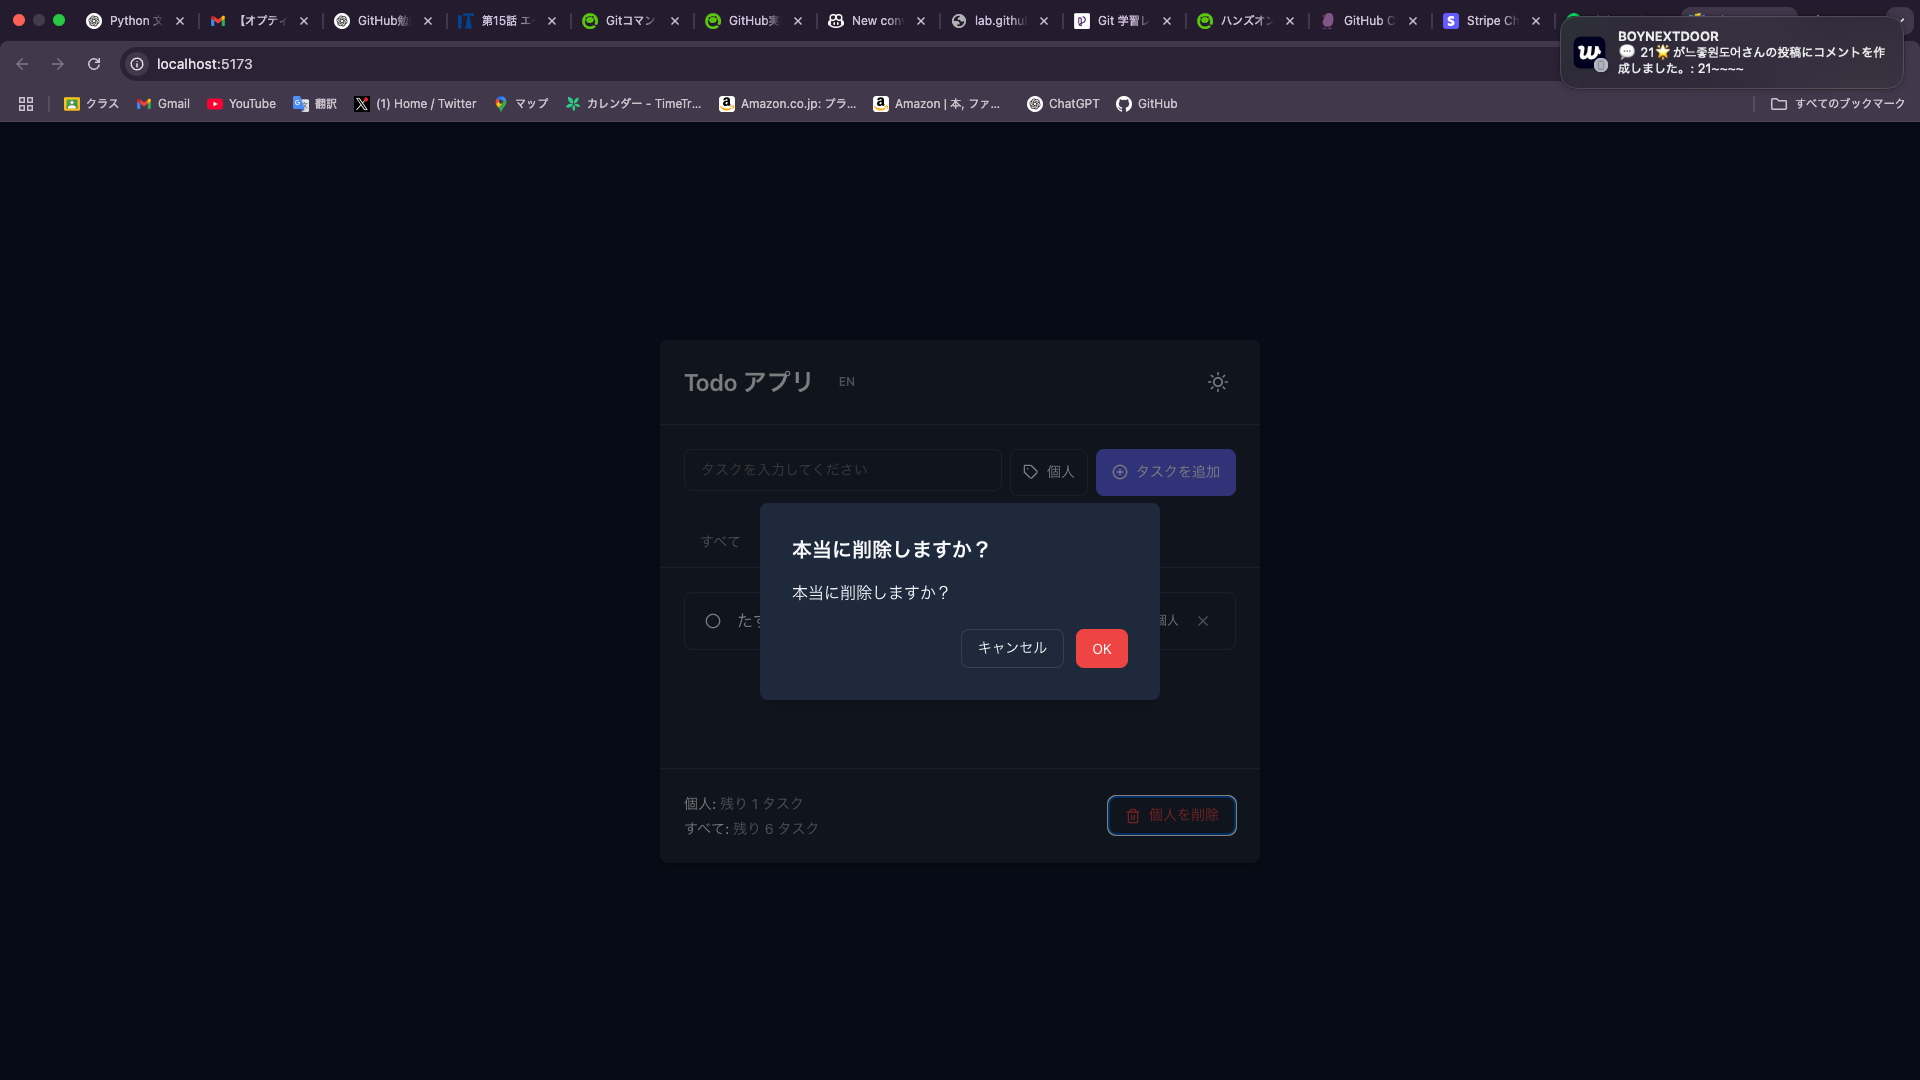 Python 文
【オプティ
GitHub勉
第15話 エー
Gitコマン
GitHub実
New con
lab.githu
Git 学習レ
ハンズオン
GitHub C
Stripe Ch
localhost:5173
BOYNEXTDOOR
💬 21🌟 が느좋원도어さんの投稿にコメントを作
成しました。: 21~~~~
クラス
Gmail
YouTube
翻訳
(1) Home / Twitter
マップ
カレンダー - TimeTr...
Amazon.co.jp: プラ...
Amazon | 本, ファ...
ChatGPT
GitHub
すべてのブックマーク
Todo アプリ
EN
タスクを入力してください
個人
タスクを追加
すべて
本当に削除しますか？
本当に削除しますか？
たす
個人
キャンセル
OK
個人: 残り 1 タスク
すべて: 残り 6 タスク
個人を削除